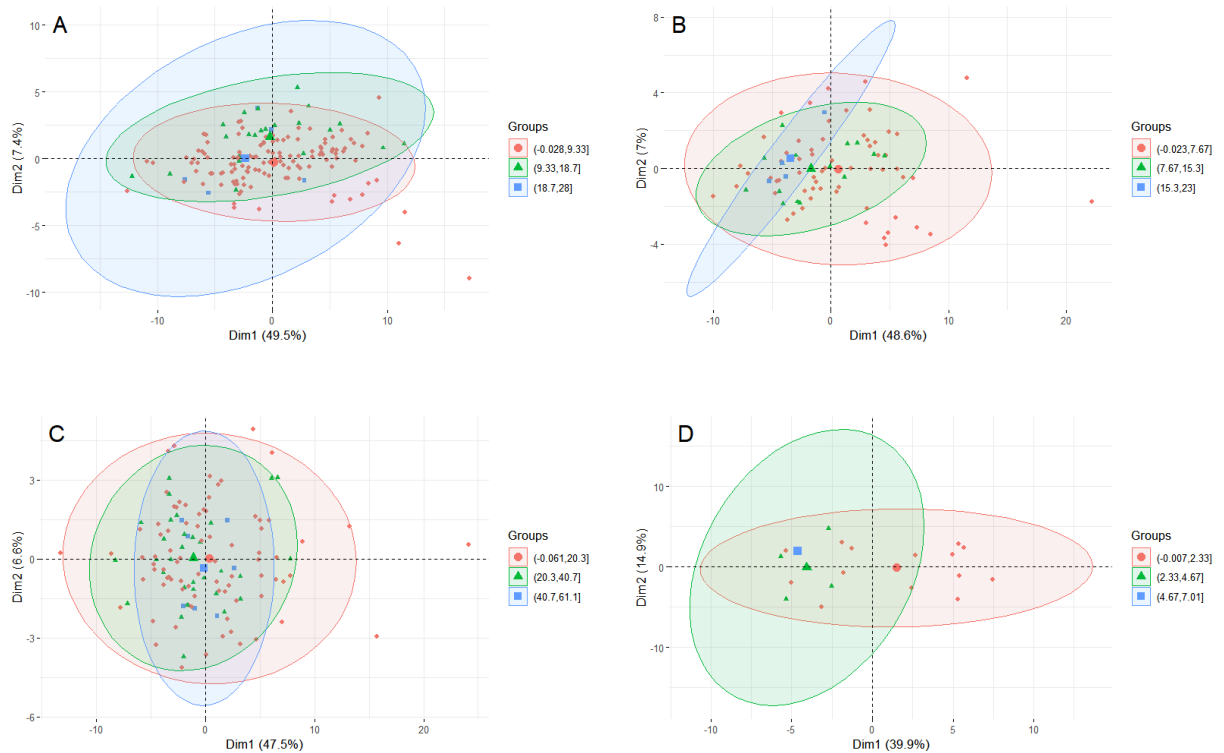 A
10
5
0
-5
-10
Dim2 (7.4%)
-10
0
10
Dim1 (49.5%)
Groups
(-0.028,9.33]
(9.33,18.7]
(18.7,28]
B
8
4
0
-4
Dim2 (7%)
-10
0
10
20
Dim1 (48.6%)
Groups
(-0.023,7.67]
(7.67,15.3]
(15.3,23]
C
3
0
-3
-6
Dim2 (6.6%)
-10
0
10
20
Dim1 (47.5%)
Groups
(-0.061,20.3]
(20.3,40.7]
(40.7,61.1]
D
10
0
-10
Dim2 (14.9%)
-10
-5
0
5
10
Dim1 (39.9%)
Groups
(-0.007,2.33]
(2.33,4.67]
(4.67,7.01]